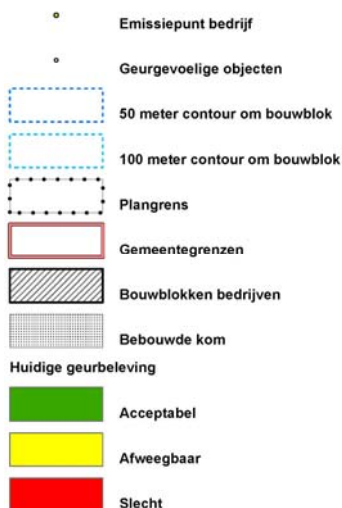 Emissiepunt bedrijf
Geurgevoelige objecten
50 meter contour om bouwblok
100 meter contour om bouwblok
Plangrens
Gemeentegrenzen
Bouwblokken bedrijven
Bebouwde kom
Huidige geurbeleving
Acceptabel
Afweegbaar
Slecht